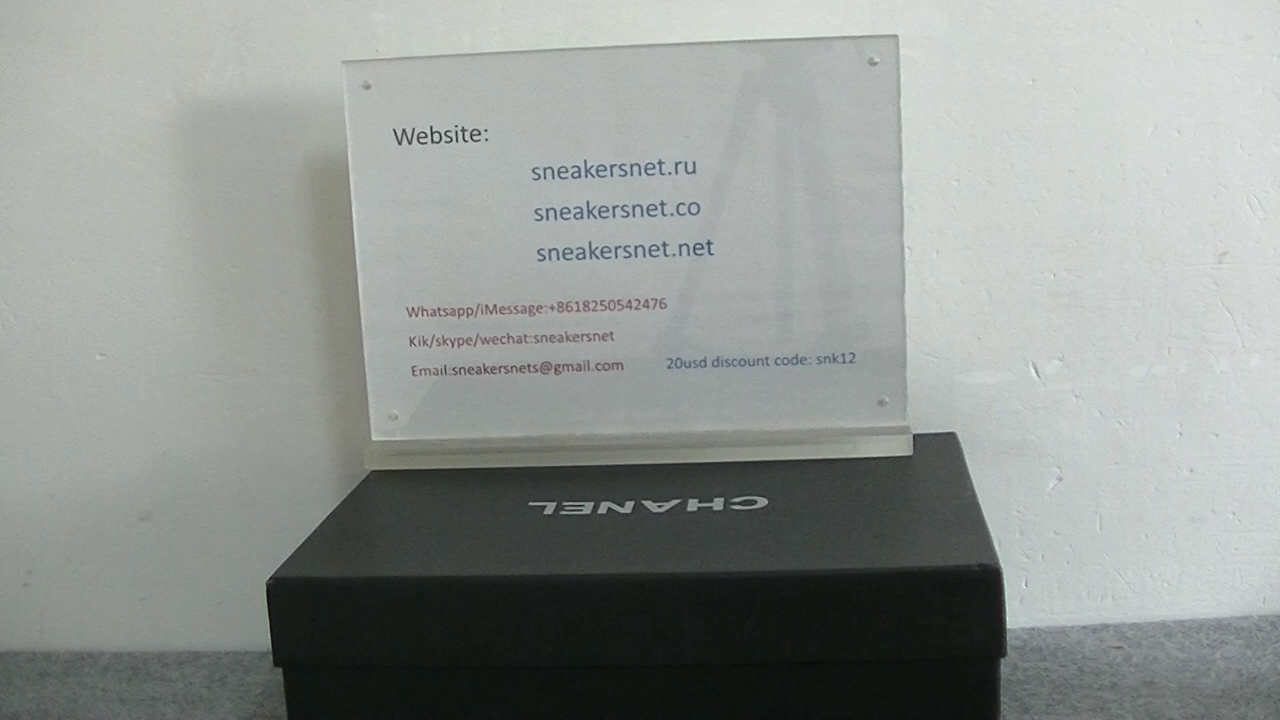 Website:
sneakersnet.ru
sneakersnet.co
sneakersnet.net
Whatsapp/iMessage:+8618250542476
Kik/skype/wechat:sneakersnet
Email:sneakersnets@gmail.com 20usd discount code: snk12
CHANEL